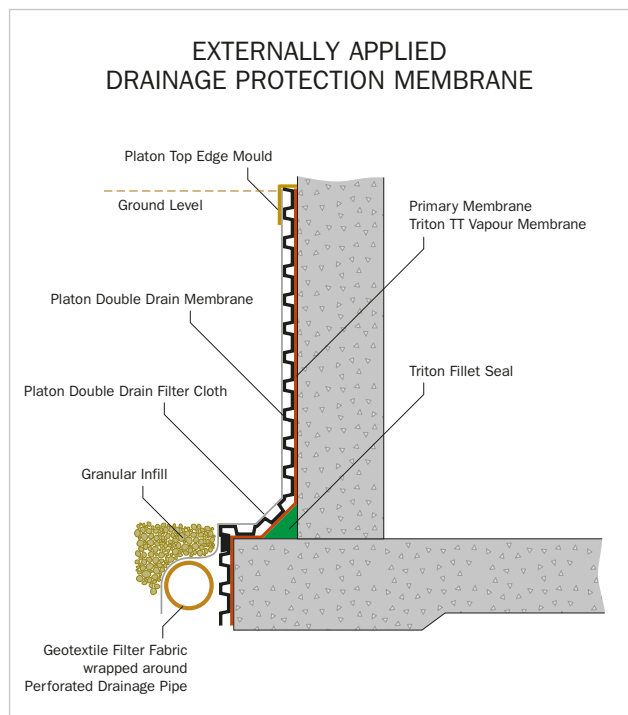 EXTERNALLY APPLIED
DRAINAGE PROTECTION MEMBRANE
Platon Top Edge Mould
Ground Level
Primary Membrane
Triton TT Vapour Membrane
Platon Double Drain Membrane
Triton Fillet Seal
Platon Double Drain Filter Cloth
Granular Infill
Geotextile Filter Fabric
wrapped around
Perforated Drainage Pipe